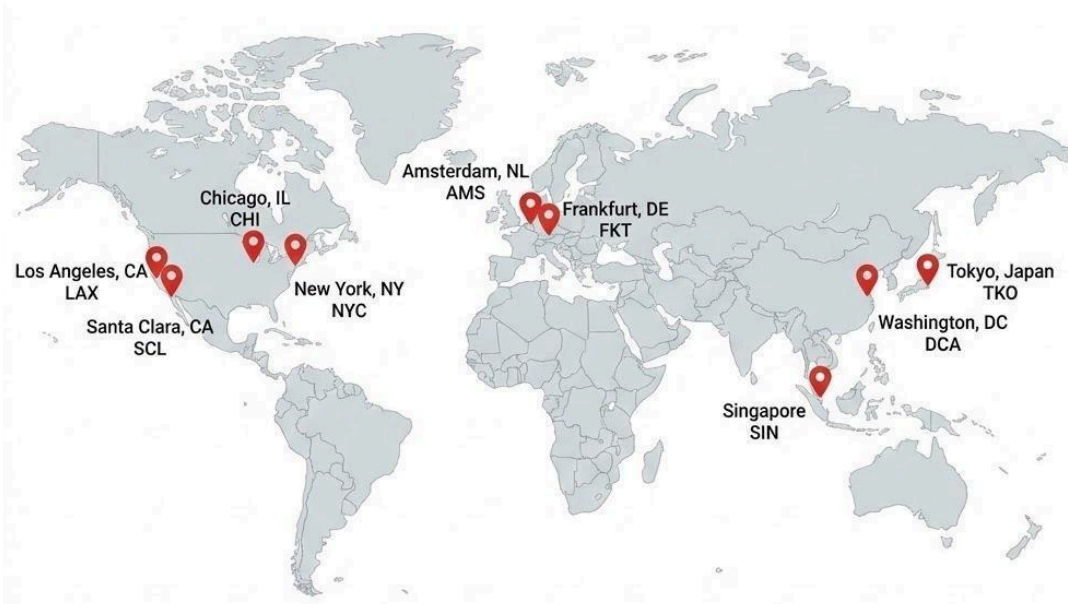 Amsterdam, NL
AMS
Chicago, IL
CHI
Frankfurt, DE
FKT
Los Angeles, CA
LAX
New York, NY
NYC
Santa Clara, CA
SCL
Tokyo, Japan
TKO
Washington, DC
DCA
Singapore
SIN